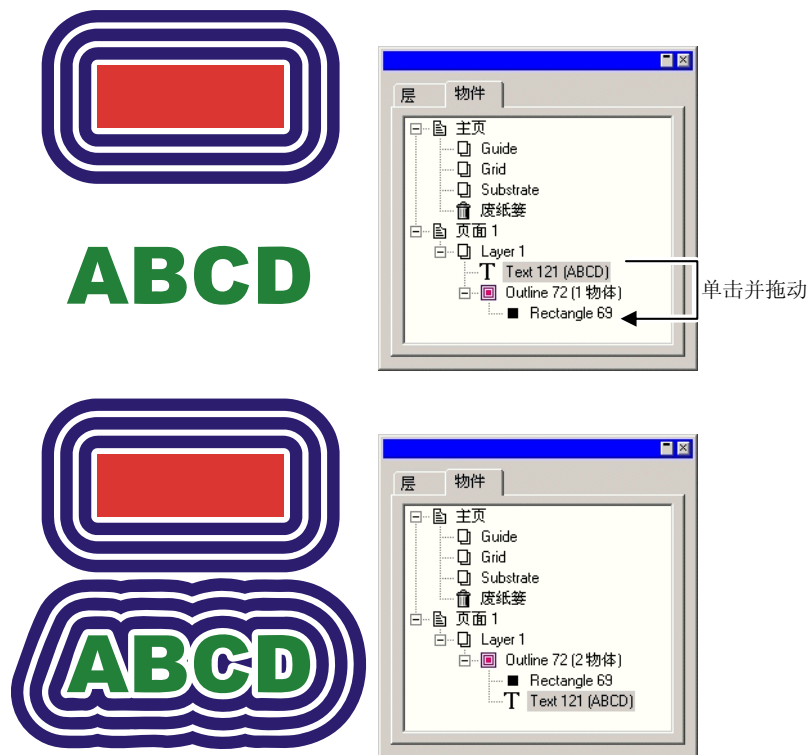 层 物件
主页
Guide
Grid
Substrate
废纸篓
页面 1
Layer 1
T Text 121 (ABCD)
Outline 72 (1 物体)
Rectangle 69
单击并拖动
ABCD
层 物件
主页
Guide
Grid
Substrate
废纸篓
页面 1
Layer 1
Outline 72 (2 物体)
Rectangle 69
T Text 121 (ABCD)
ABCD